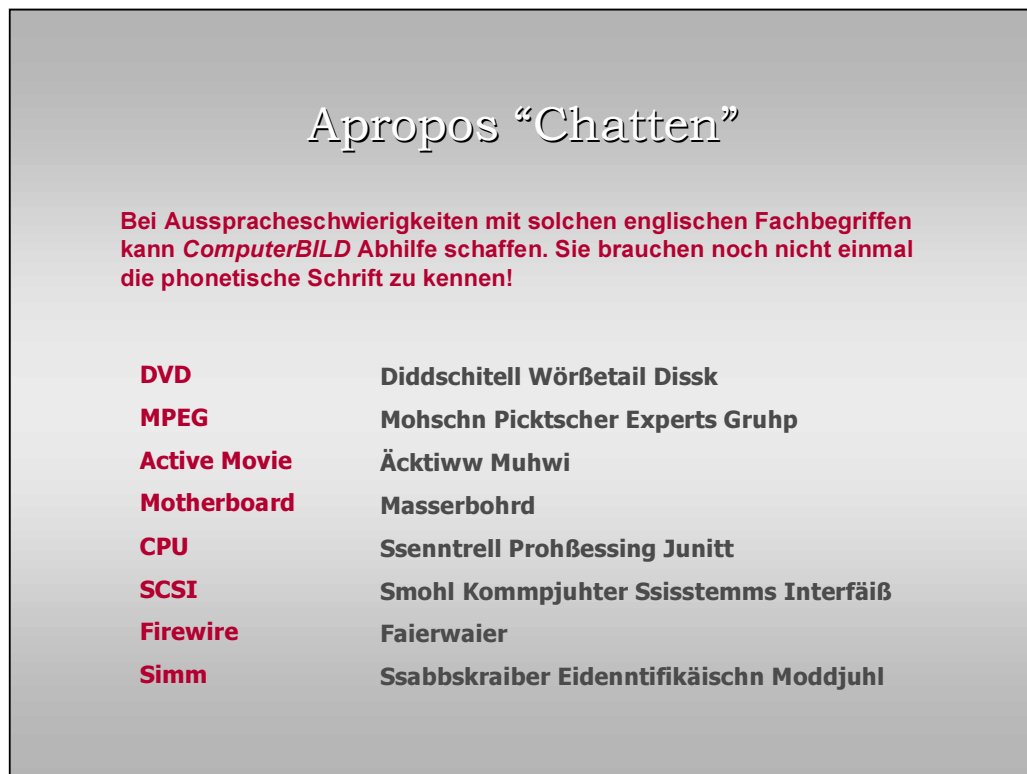 Apropos “Chatten”
Bei Ausspracheschwierigkeiten mit solchen englischen Fachbegriffen
kann ComputerBILD Abhilfe schaffen. Sie brauchen noch nicht einmal
die phonetische Schrift zu kennen!
DVD Diddschitell Wörßetail Dissk
MPEG Mohschn Picktscher Experts Gruhp
Active Movie Äcktiww Muhwi
Motherboard Masserbohrd
CPU Ssenntrell Prohßessing Junitt
SCSI Smohl Kommpjuhter Ssisstemms Interfäiß
Firewire Faierwaier
Simm Ssabbskraiber Eidenntifikäischn Moddjuhl